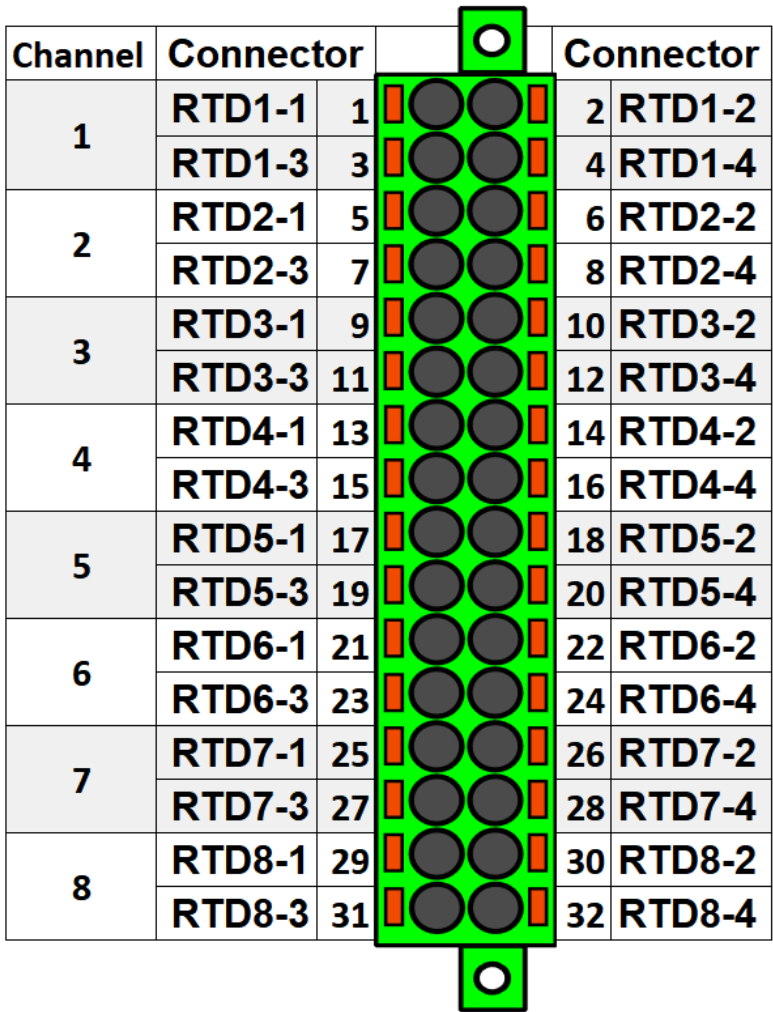 Channel Connector Connector
1 RTD1-1 1 2 RTD1-2
RTD1-3 3 4 RTD1-4
2 RTD2-1 5 6 RTD2-2
RTD2-3 7 8 RTD2-4
3 RTD3-1 9 10 RTD3-2
RTD3-3 11 12 RTD3-4
4 RTD4-1 13 14 RTD4-2
RTD4-3 15 16 RTD4-4
5 RTD5-1 17 18 RTD5-2
RTD5-3 19 20 RTD5-4
6 RTD6-1 21 22 RTD6-2
RTD6-3 23 24 RTD6-4
7 RTD7-1 25 26 RTD7-2
RTD7-3 27 28 RTD7-4
8 RTD8-1 29 30 RTD8-2
RTD8-3 31 32 RTD8-4